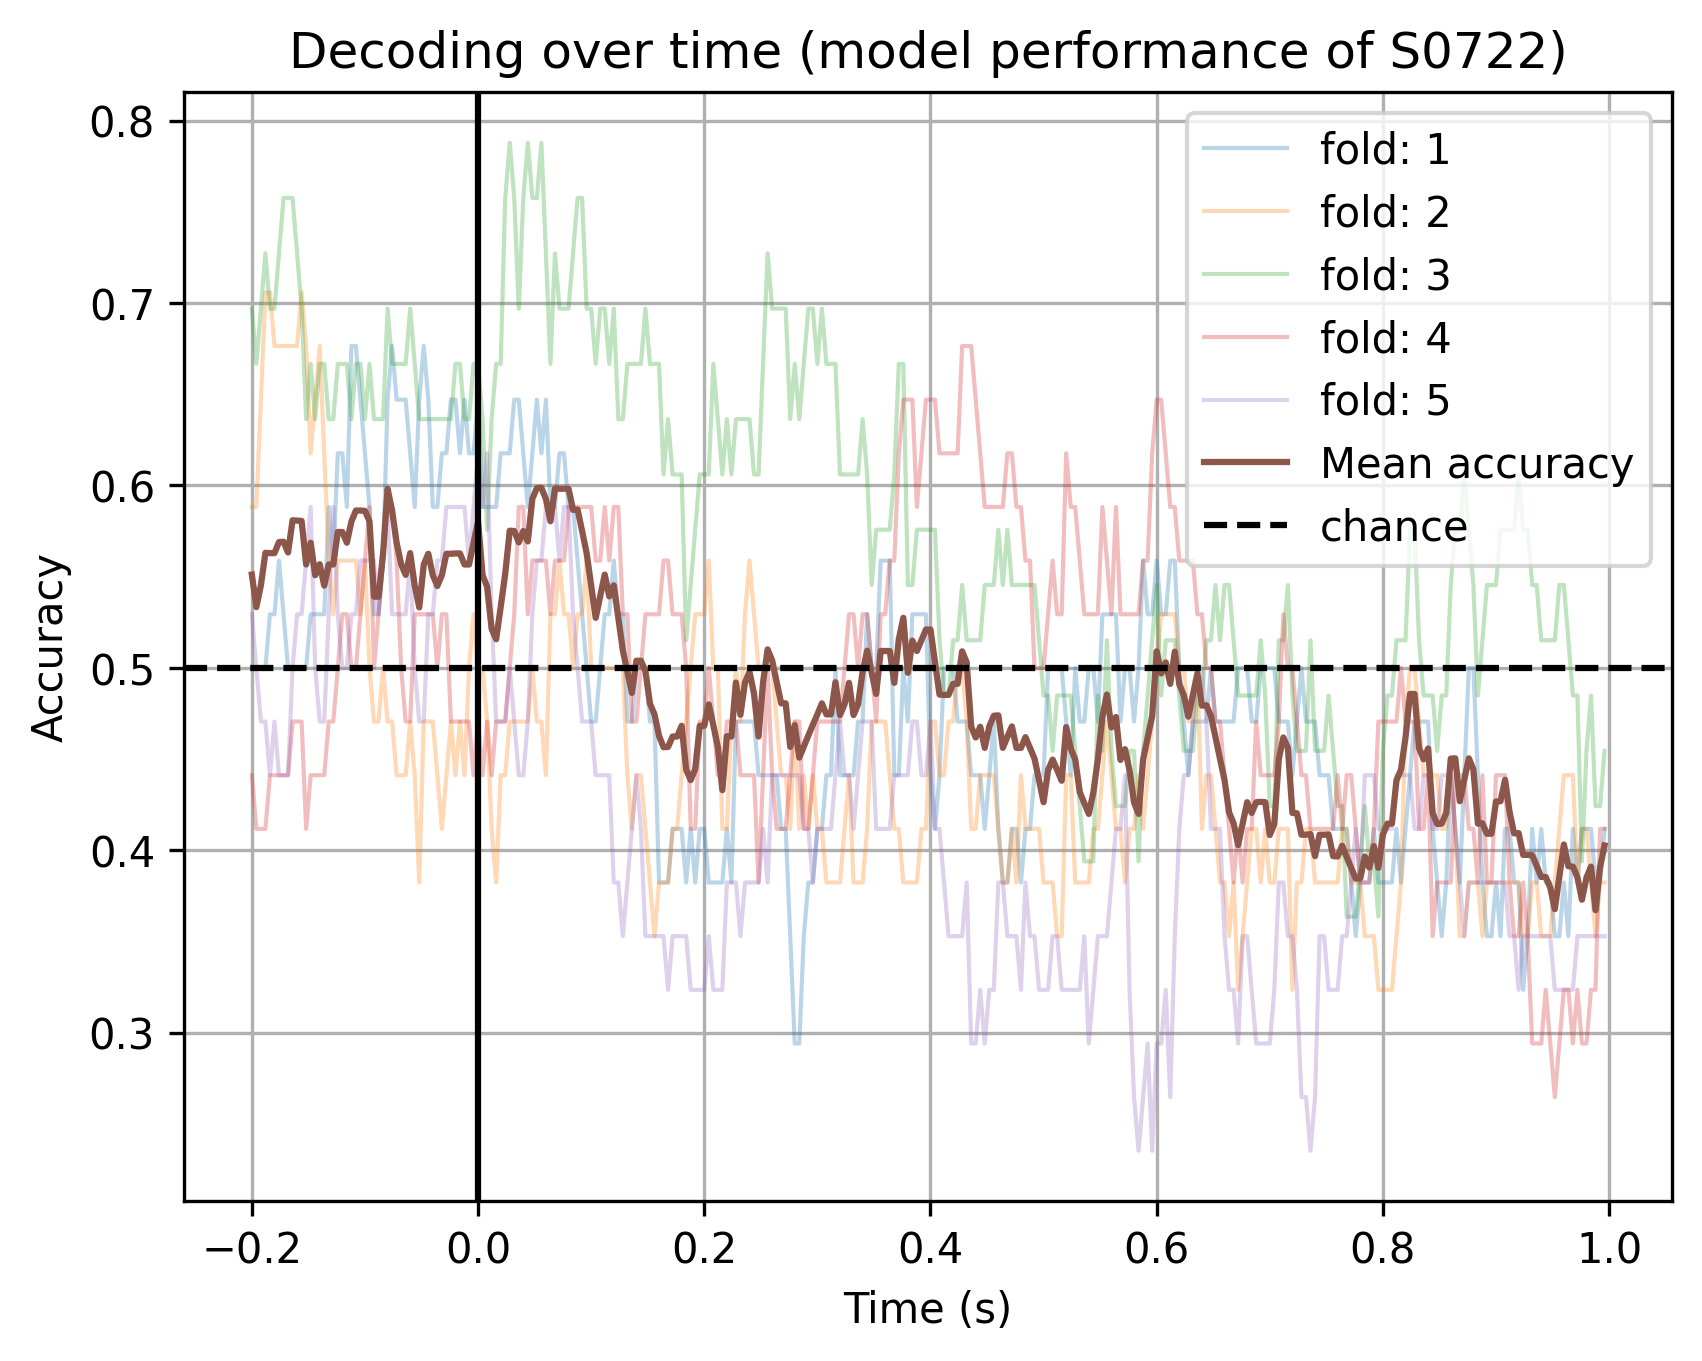 Decoding over time (model performance of S0722)
Accuracy
0.8
0.7
0.6
0.5
0.4
0.3
fold: 1
fold: 2
fold: 3
fold: 4
fold: 5
Mean accuracy
chance
−0.2
0.0
0.2
0.4
0.6
0.8
1.0
Time (s)